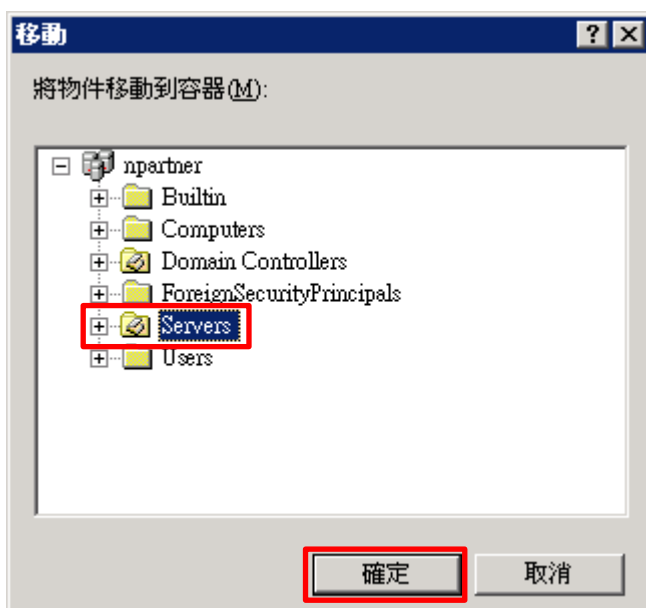 移動
將物件移動到容器(M):
npartner
Builtin
Computers
Domain Controllers
ForeignSecurityPrincipals
Servers
Users
確定 取消